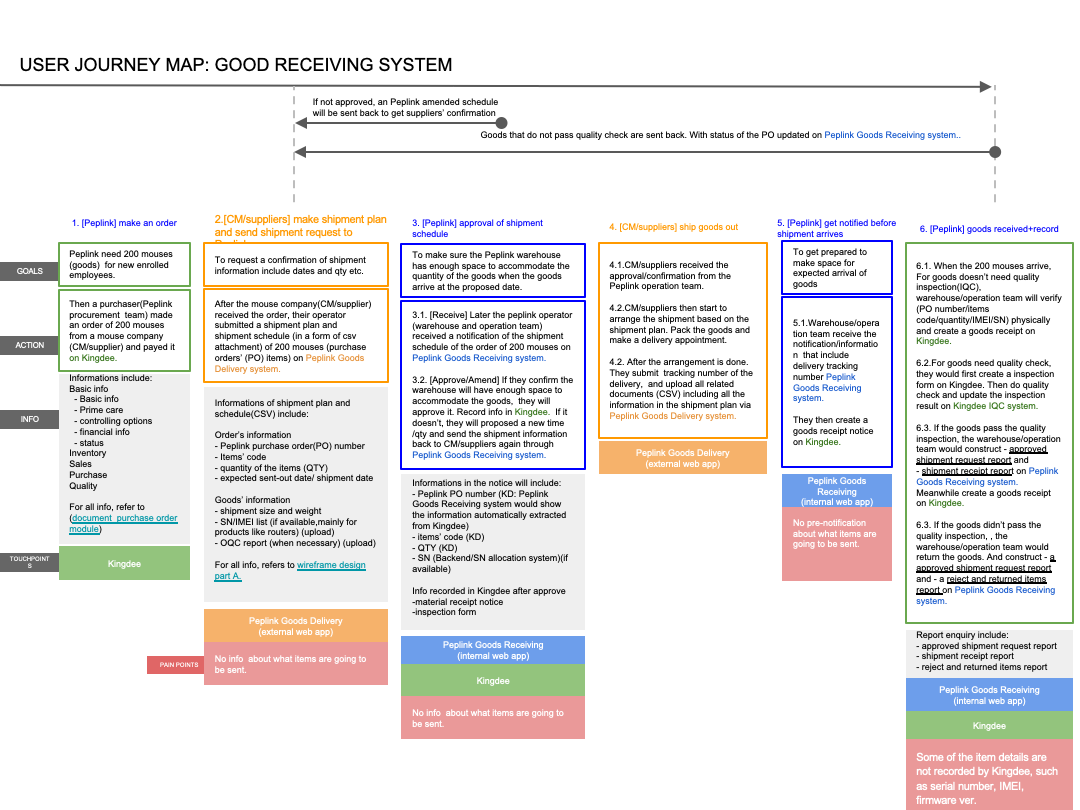 USER JOURNEY MAP: GOOD RECEIVING SYSTEM
If not approved, an Peplink amended schedule
will be sent back to get suppliers' confirmation
Goods that do not pass quality check are sent back. With status of the PO updated on Peplink Goods Receiving system..
GOALS
ACTION
INFO
TOUCHPOINT
S
PAIN POINTS
1. [Peplink] make an order
Peplink need 200 mouses
(goods)  for new enrolled
employees.
Then a purchaser(Peplink
procurement  team) made
an order of 200 mouses
from a mouse company
(CM/supplier) and payed it
on Kingdee.
Informations include:
Basic info
- Basic info
- Prime care
- controlling options
- financial info
- status
Inventory
Sales
Purchase
Quality
For all info, refer to
(document_purchase order
module)
Kingdee
2.[CM/suppliers] make shipment plan
and send shipment request to
To request a confirmation of shipment
information include dates and qty etc.
After the mouse company(CM/supplier)
received the order, their operator
submitted a shipment plan and
shipment schedule (in a form of csv
attachment) of 200 mouses (purchase
orders' (PO) items) on Peplink Goods
Delivery system.
Informations of shipment plan and
schedule(CSV) include:
Order's information
- Peplink purchase order(PO) number
- Items' code
- quantity of the items (QTY)
- expected sent-out date/ shipment date
Goods' information
- shipment size and weight
- SN/IMEI list (if available,mainly for
products like routers) (upload)
- OQC report (when necessary) (upload)
For all info, refers to wireframe design
part A.
Peplink Goods Delivery
(external web app)
No info  about what items are going to
be sent.
3. [Peplink] approval of shipment
schedule
To make sure the Peplink warehouse
has enough space to accommodate the
quantity of the goods when the goods
arrive at the proposed date.
3.1. [Receive] Later the peplink operator
(warehouse and operation team)
received a notification of the shipment
schedule of the order of 200 mouses on
Peplink Goods Receiving system.
3.2. [Approve/Amend] If they confirm the
warehouse will have enough space to
accommodate the goods,  they will
approve it. Record info in Kingdee.  If it
doesn't, they will proposed a new time
/qty and send the shipment information
back to CM/suppliers again through
Peplink Goods Receiving system.
Informations in the notice will include:
- Peplink PO number (KD: Peplink
Goods Receiving system would show
the information automatically extracted
from Kingdee)
- items' code (KD)
- QTY (KD)
- SN (Backend/SN allocation system)(if
available)
Info recorded in Kingdee after approve
-material receipt notice
-inspection form
Peplink Goods Receiving
(internal web app)
Kingdee
No info  about what items are going to
be sent.
4. [CM/suppliers] ship goods out
4.1.CM/suppliers received the
approval/confirmation from the
Peplink operation team.
4.2.CM/suppliers then start to
arrange the shipment based on the
shipment plan. Pack the goods and
make a delivery appointment.
4.2. After the arrangement is done.
They submit  tracking number of the
delivery,  and upload all related
documents (CSV) including all the
information in the shipment plan via
Peplink Goods Delivery system.
Peplink Goods Delivery
(external web app)
5. [Peplink] get notified before
shipment arrives
To get prepared to
make space for
expected arrival of
goods
5.1.Warehouse/opera
tion team receive the
notification/informatio
n  that include
delivery tracking
number Peplink
Goods Receiving
system.
They then create a
goods receipt notice
on Kingdee.
Peplink Goods
Receiving
(internal web app)
No pre-notification
about what items are
going to be sent.
6. [Peplink] goods received+record
6.1. When the 200 mouses arrive,
For goods doesn't need quality
inspection(IQC),
warehouse/operation team will verify
(PO number/items
code/quantity/IMEI/SN) physically
and create a goods receipt on
Kingdee.
6.2.For goods need quality check,
they would first create a inspection
form on Kingdee. Then do quality
check and update the inspection
result on Kingdee IQC system.
6.3. If the goods pass the quality
inspection, the warehouse/operation
team would construct - approved
shipment request report and
- shipment receipt report on Peplink
Goods Receiving system.
Meanwhile create a goods receipt
on Kingdee.
6.3. If the goods didn't pass the
quality inspection, , the
warehouse/operation team would
return the goods. And construct - a
approved shipment request report
and - a reject and returned items
report on Peplink Goods Receiving
system.
Report enquiry include:
- approved shipment request report
- shipment receipt report
- reject and returned items report
Peplink Goods Receiving
(internal web app)
Kingdee
Some of the item details are
not recorded by Kingdee, such
as serial number, IMEI,
firmware ver.